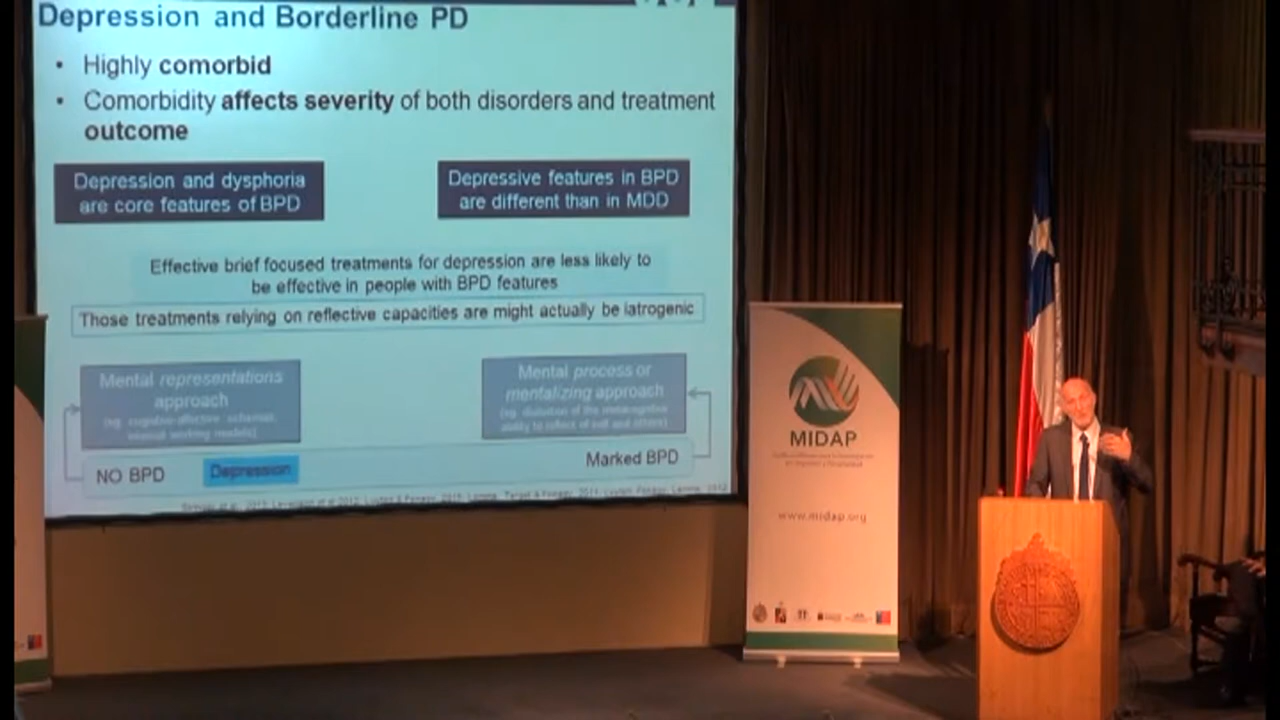 Depression and Borderline PD
• Highly comorbid
• Comorbidity affects severity of both disorders and treatment
outcome
Depression and dysphoria
are core features of BPD
Depressive features in BPD
are different than in MDD
Effective brief focused treatments for depression are less likely to
be effective in people with BPD features
Those treatments relying on reflective capacities are might actually be iatrogenic
Mental representations
approach
Mental process or
mentalizing approach
NO BPD
Depression
Marked BPD
MIDAP
www.midap.org